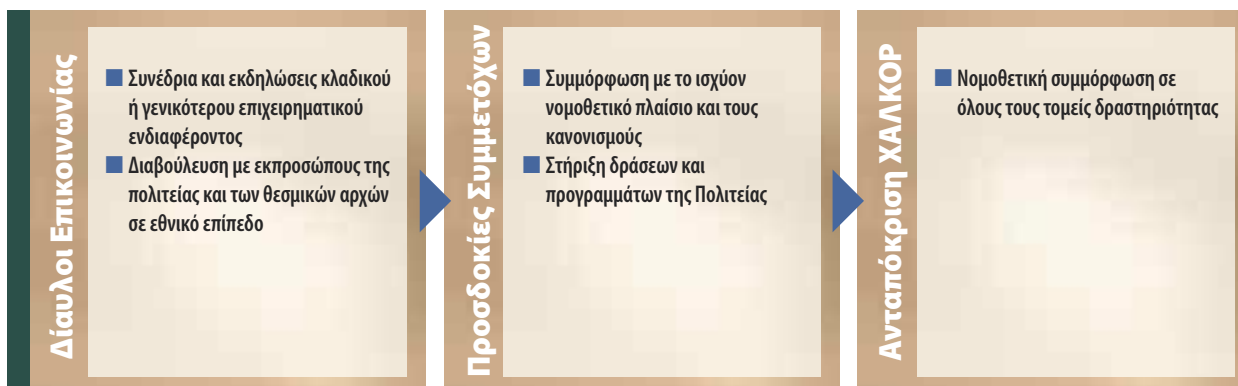 Δίαυλοι Επικοινωνίας
■ Συνέδρια και εκδηλώσεις κλαδικού
ή γενικότερου επιχειρηματικού
ενδιαφέροντος
■ Διαβούλευση με εκπροσώπους της
πολιτείας και των θεσμικών αρχών
σε εθνικό επίπεδο
Προσδοκίες Συμμετόχων
■ Συμμόρφωση με το ισχύον
νομοθετικό πλαίσιο και τους
κανονισμούς
■ Στήριξη δράσεων και
προγραμμάτων της Πολιτείας
Ανταπόκριση ΧΑΛΚΟΡ
■ Νομοθετική συμμόρφωση σε
όλους τους τομείς δραστηριότητας